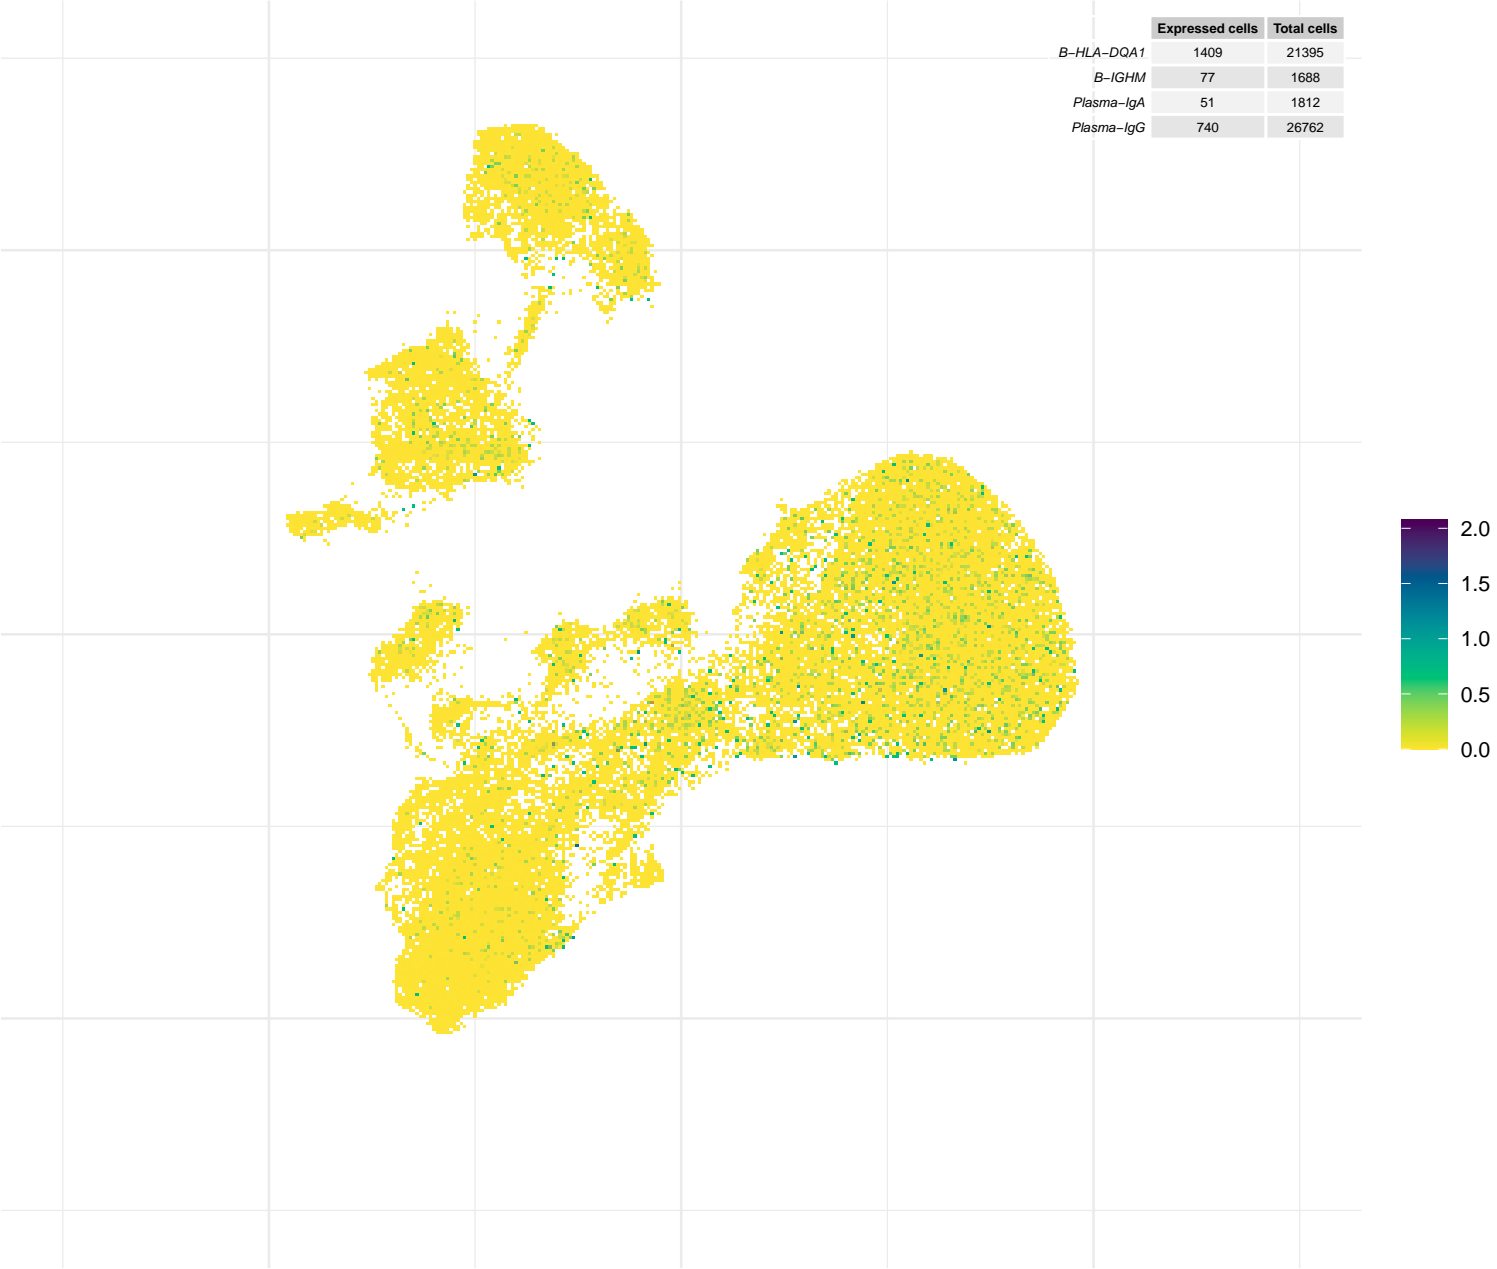 Expressed cells Total cells
B−HLA−DQA1 1409 21395
B−IGHM 77 1688
Plasma−IgA 51 1812
Plasma−IgG 740 26762
2.0
1.5
1.0
0.5
0.0